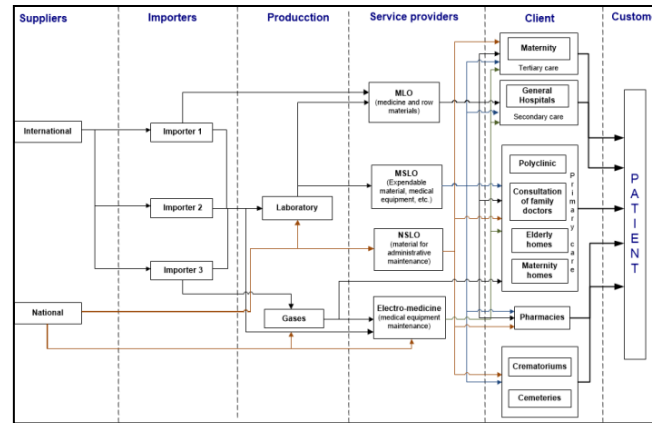 Suppliers
Importers
Producction
Service providers
Client
Custome
International
National
Importer 1
Importer 2
Importer 3
Laboratory
Gases
MLO
(medicine and row
materials)
MSLO
(Expendable
material, medical
equipment, etc.)
NSLO
(material for
administrative
maintenance)
Electro-medicine
(medical equipment
maintenance)
Maternity
Tertiary care
General
Hospitals
Secondary care
Polyclinic
Consultation
of family
doctors
Elderly
homes
Maternity
homes
Primary care
Pharmacies
Crematoriums
Cemeteries
PATIENT